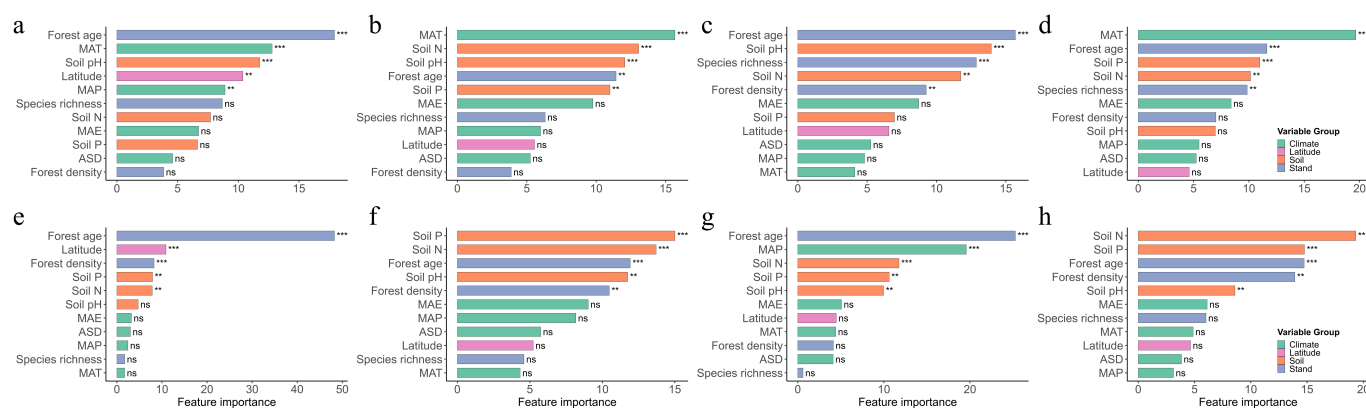 a
Forest age ***
MAT ***
Soil pH ***
Latitude **
MAP **
Species richness ns
Soil N ns
MAE ns
Soil P ns
ASD ns
Forest density ns
0 5 10 15
b
MAT ***
Soil N ***
Soil pH ***
Forest age **
Soil P **
MAE ns
Species richness ns
MAP ns
Latitude ns
ASD ns
Forest density ns
0 5 10 15
c
Forest age ***
Soil pH ***
Species richness ***
Soil N **
Forest density **
MAE ns
Soil P ns
Latitude ns
ASD ns
MAP ns
MAT ns
0 5 10 15
d
MAT **
Forest age ***
Soil P ***
Soil N **
Species richness **
MAE ns
Forest density ns
Soil pH ns
MAP ns
ASD ns
Latitude ns
0 5 10 15 20
Variable Group
Climate
Latitude
Soil
Stand
e
Forest age ***
Latitude ***
Forest density ***
Soil P **
Soil N **
Soil pH ns
MAE ns
ASD ns
MAP ns
Species richness ns
MAT ns
0 10 20 30 40 50
Feature importance
f
Soil P ***
Soil N ***
Forest age ***
Soil pH **
Forest density **
MAE ns
MAP ns
ASD ns
Latitude ns
Species richness ns
MAT ns
0 5 10 15
Feature importance
g
Forest age ***
MAP ***
Soil N ***
Soil P **
Soil pH **
MAE ns
Latitude ns
MAT ns
Forest density ns
ASD ns
Species richness ns
0 10 20
Feature importance
h
Soil N **
Soil P ***
Forest age ***
Forest density **
Soil pH **
MAE ns
Species richness ns
MAT ns
Latitude ns
ASD ns
MAP ns
0 5 10 15 20
Feature importance
Variable Group
Climate
Latitude
Soil
Stand